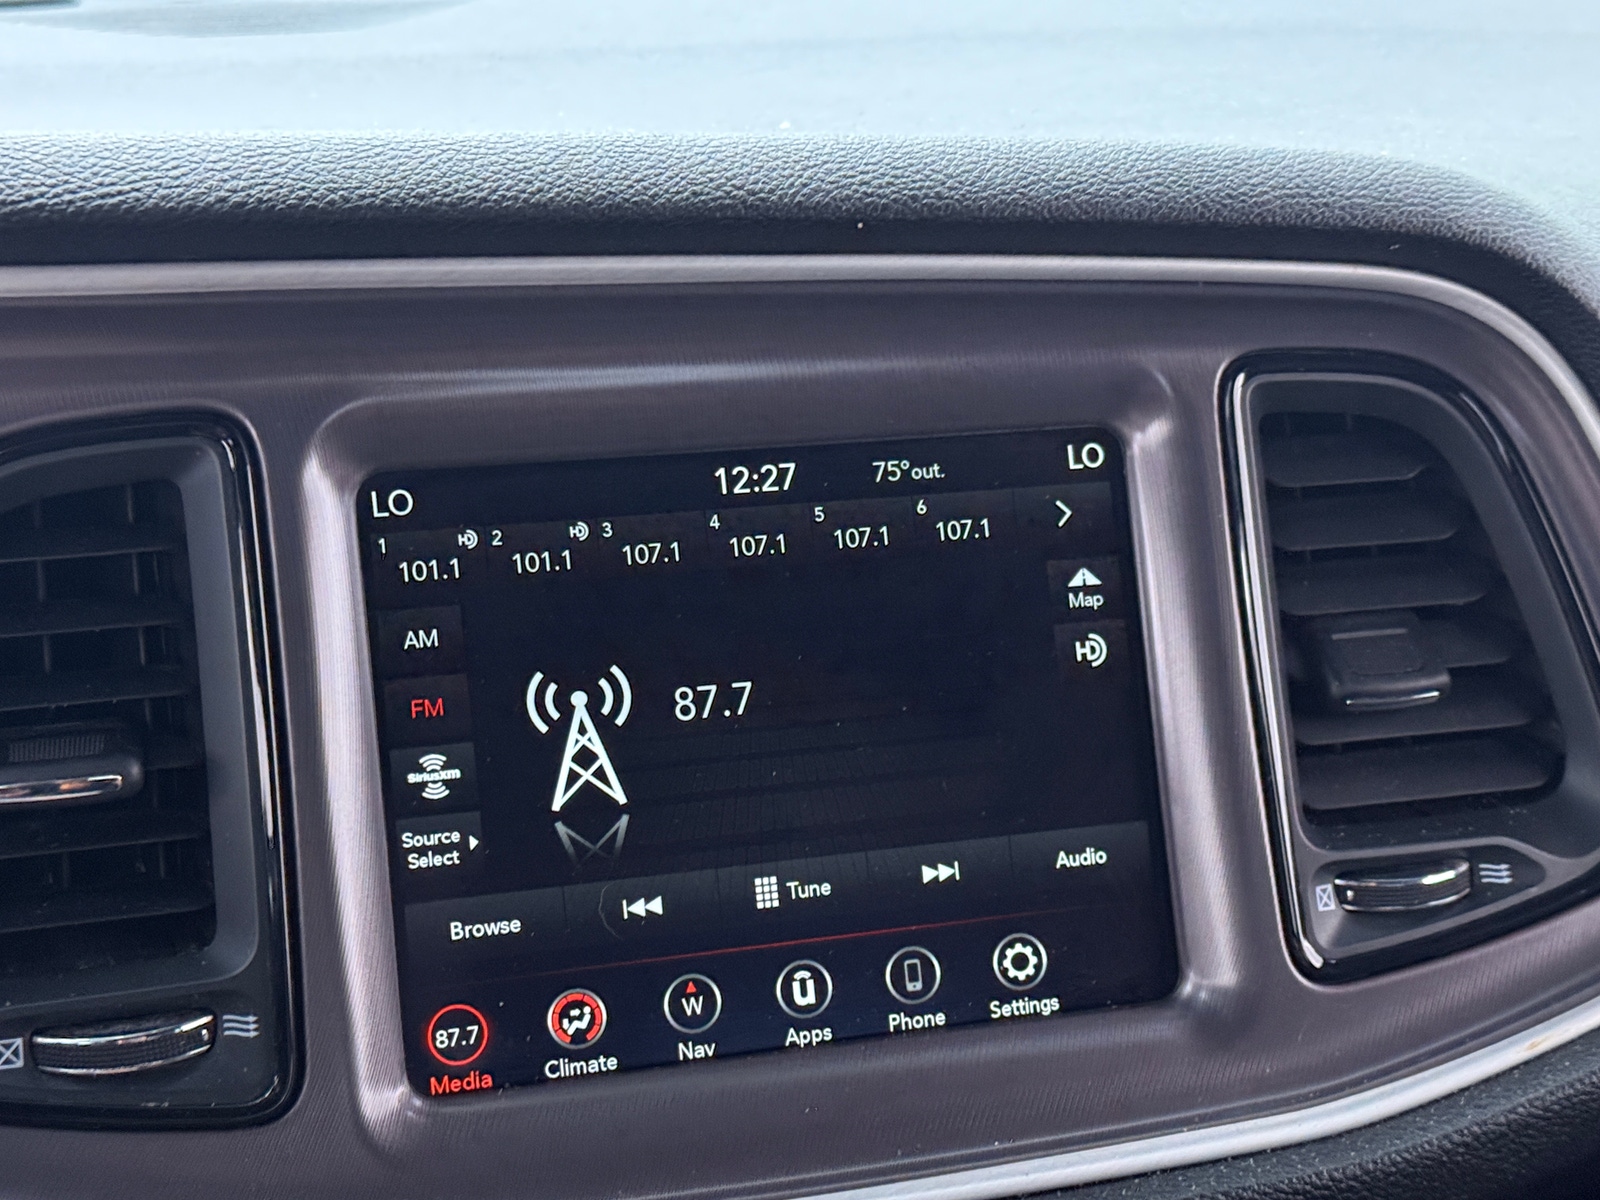 LO 12:27 75° out. LO
1 101.1 HD 2 101.1 HD 3 107.1 4 107.1 5 107.1 6 107.1
Map
AM
HD
FM
87.7
SiriusXM
Source
Select
Browse Tune Audio
87.7 W u
Media Climate Nav Apps Phone Settings